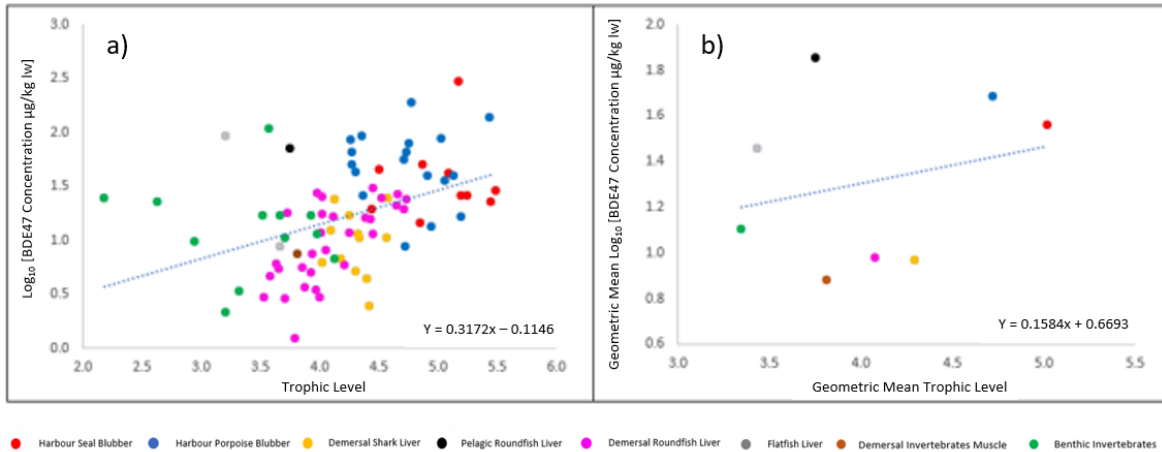 a)
Log₁₀ [BDE47 Concentration µg/kg lw]
3.0
2.5
2.0
1.5
1.0
0.5
0.0
2.0 2.5 3.0 3.5 4.0 4.5 5.0 5.5 6.0
Trophic Level
Y = 0.3172x – 0.1146
b)
Geometric Mean Log₁₀ [BDE47 Concentration µg/kg lw]
2.0
1.8
1.6
1.4
1.2
1.0
0.8
0.6
3.0 3.5 4.0 4.5 5.0 5.5
Geometric Mean Trophic Level
Y = 0.1584x + 0.6693
Harbour Seal Blubber Harbour Porpoise Blubber Demersal Shark Liver Pelagic Roundfish Liver Demersal Roundfish Liver Flatfish Liver Demersal Invertebrates Muscle Benthic Invertebrates